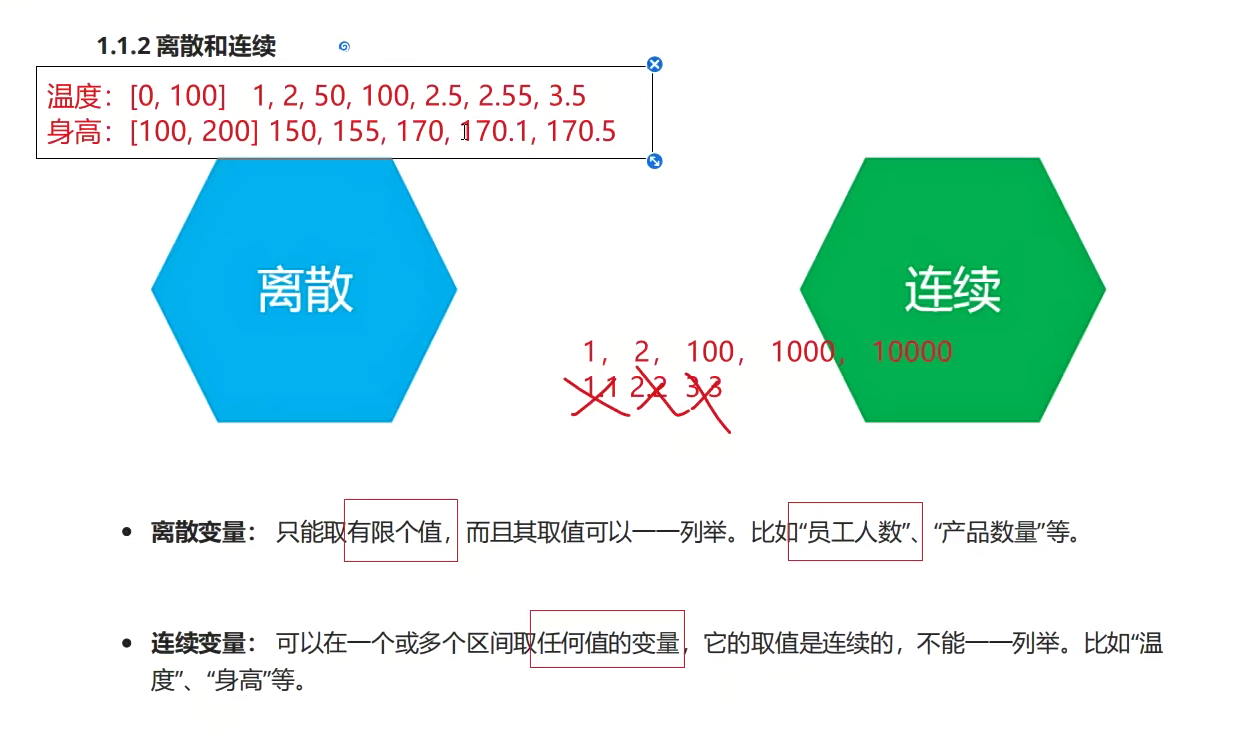 1.1.2 离散和连续
温度：[0, 100]   1, 2, 50, 100, 2.5, 2.55, 3.5
身高：[100, 200] 150, 155, 170, 170.1, 170.5
离散
连续
1， 2， 100， 1000， 10000
1.1 2.2 3.3
• 离散变量： 只能取有限个值，而且其取值可以一一列举。比如“员工人数”、“产品数量”等。
• 连续变量： 可以在一个或多个区间取任何值的变量，它的取值是连续的，不能一一列举。比如“温
度”、“身高”等。